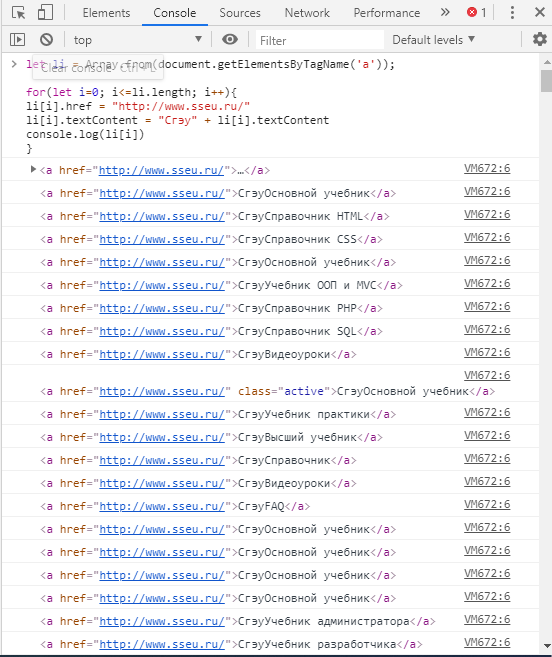 Elements Console Sources Network Performance » 1
top Filter Default levels
Clear console Ctrl + L
> let li = Array.from(document.getElementsByTagName('a'));
for(let i=0; i<=li.length; i++){
li[i].href = "http://www.sseu.ru/"
li[i].textContent = "Сгэу" + li[i].textContent
console.log(li[i])
}
<a href="http://www.sseu.ru/">…</a> VM672:6
<a href="http://www.sseu.ru/">СгэуОсновной учебник</a> VM672:6
<a href="http://www.sseu.ru/">СгэуСправочник HTML</a> VM672:6
<a href="http://www.sseu.ru/">СгэуСправочник CSS</a> VM672:6
<a href="http://www.sseu.ru/">СгэуОсновной учебник</a> VM672:6
<a href="http://www.sseu.ru/">СгэуУчебник ООП и MVC</a> VM672:6
<a href="http://www.sseu.ru/">СгэуСправочник PHP</a> VM672:6
<a href="http://www.sseu.ru/">СгэуСправочник SQL</a> VM672:6
<a href="http://www.sseu.ru/">СгэуВидеоуроки</a> VM672:6
VM672:6
<a href="http://www.sseu.ru/" class="active">СгэуОсновной учебник</a>
<a href="http://www.sseu.ru/">СгэуУчебник практики</a> VM672:6
<a href="http://www.sseu.ru/">СгэуВысший учебник</a> VM672:6
<a href="http://www.sseu.ru/">СгэуСправочник</a> VM672:6
<a href="http://www.sseu.ru/">СгэуВидеоуроки</a> VM672:6
<a href="http://www.sseu.ru/">СгэуFAQ</a> VM672:6
<a href="http://www.sseu.ru/">СгэуОсновной учебник</a> VM672:6
<a href="http://www.sseu.ru/">СгэуОсновной учебник</a> VM672:6
<a href="http://www.sseu.ru/">СгэуОсновной учебник</a> VM672:6
<a href="http://www.sseu.ru/">СгэуОсновной учебник</a> VM672:6
<a href="http://www.sseu.ru/">СгэуУчебник администратора</a> VM672:6
<a href="http://www.sseu.ru/">СгэуУчебник разработчика</a> VM672:6